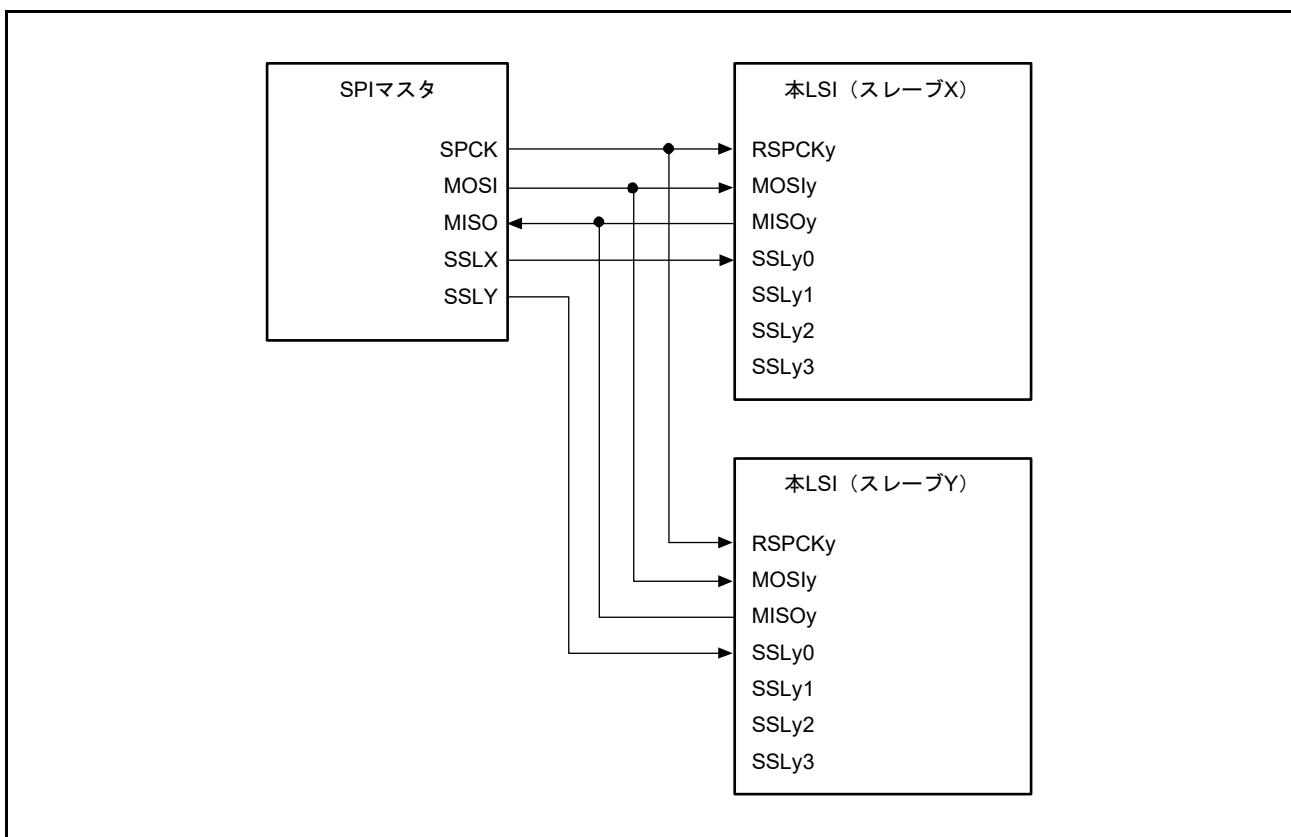 SPIマスタ
SPCK
MOSI
MISO
SSLX
SSLY
本LSI（スレーブX）
RSPCKy
MOSIy
MISOy
SSLy0
SSLy1
SSLy2
SSLy3
本LSI（スレーブY）
RSPCKy
MOSIy
MISOy
SSLy0
SSLy1
SSLy2
SSLy3